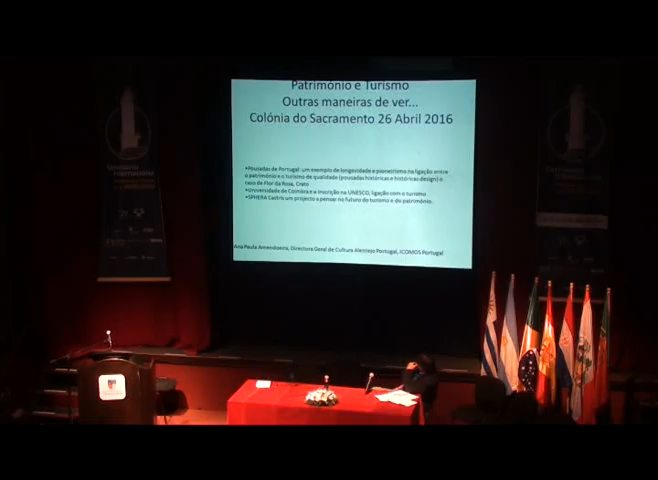 Património e Turismo
Outras maneiras de ver...
Colónia do Sacramento 26 Abril 2016
•Pousadas de Portugal: um exemplo de longevidade e pioneirismo na ligação entre
o património e o turismo de qualidade (pousadas históricas e históricas design) o
caso de Flor da Rosa, Crato
•Universidade de Coimbra e a inscrição na UNESCO, ligação com o turismo
•SPHERA Castris um projecto a pensar no futuro do turismo e do património.
Ana Paula Amendoeira, Directora Geral de Cultura Alentejo Portugal, ICOMOS Portugal